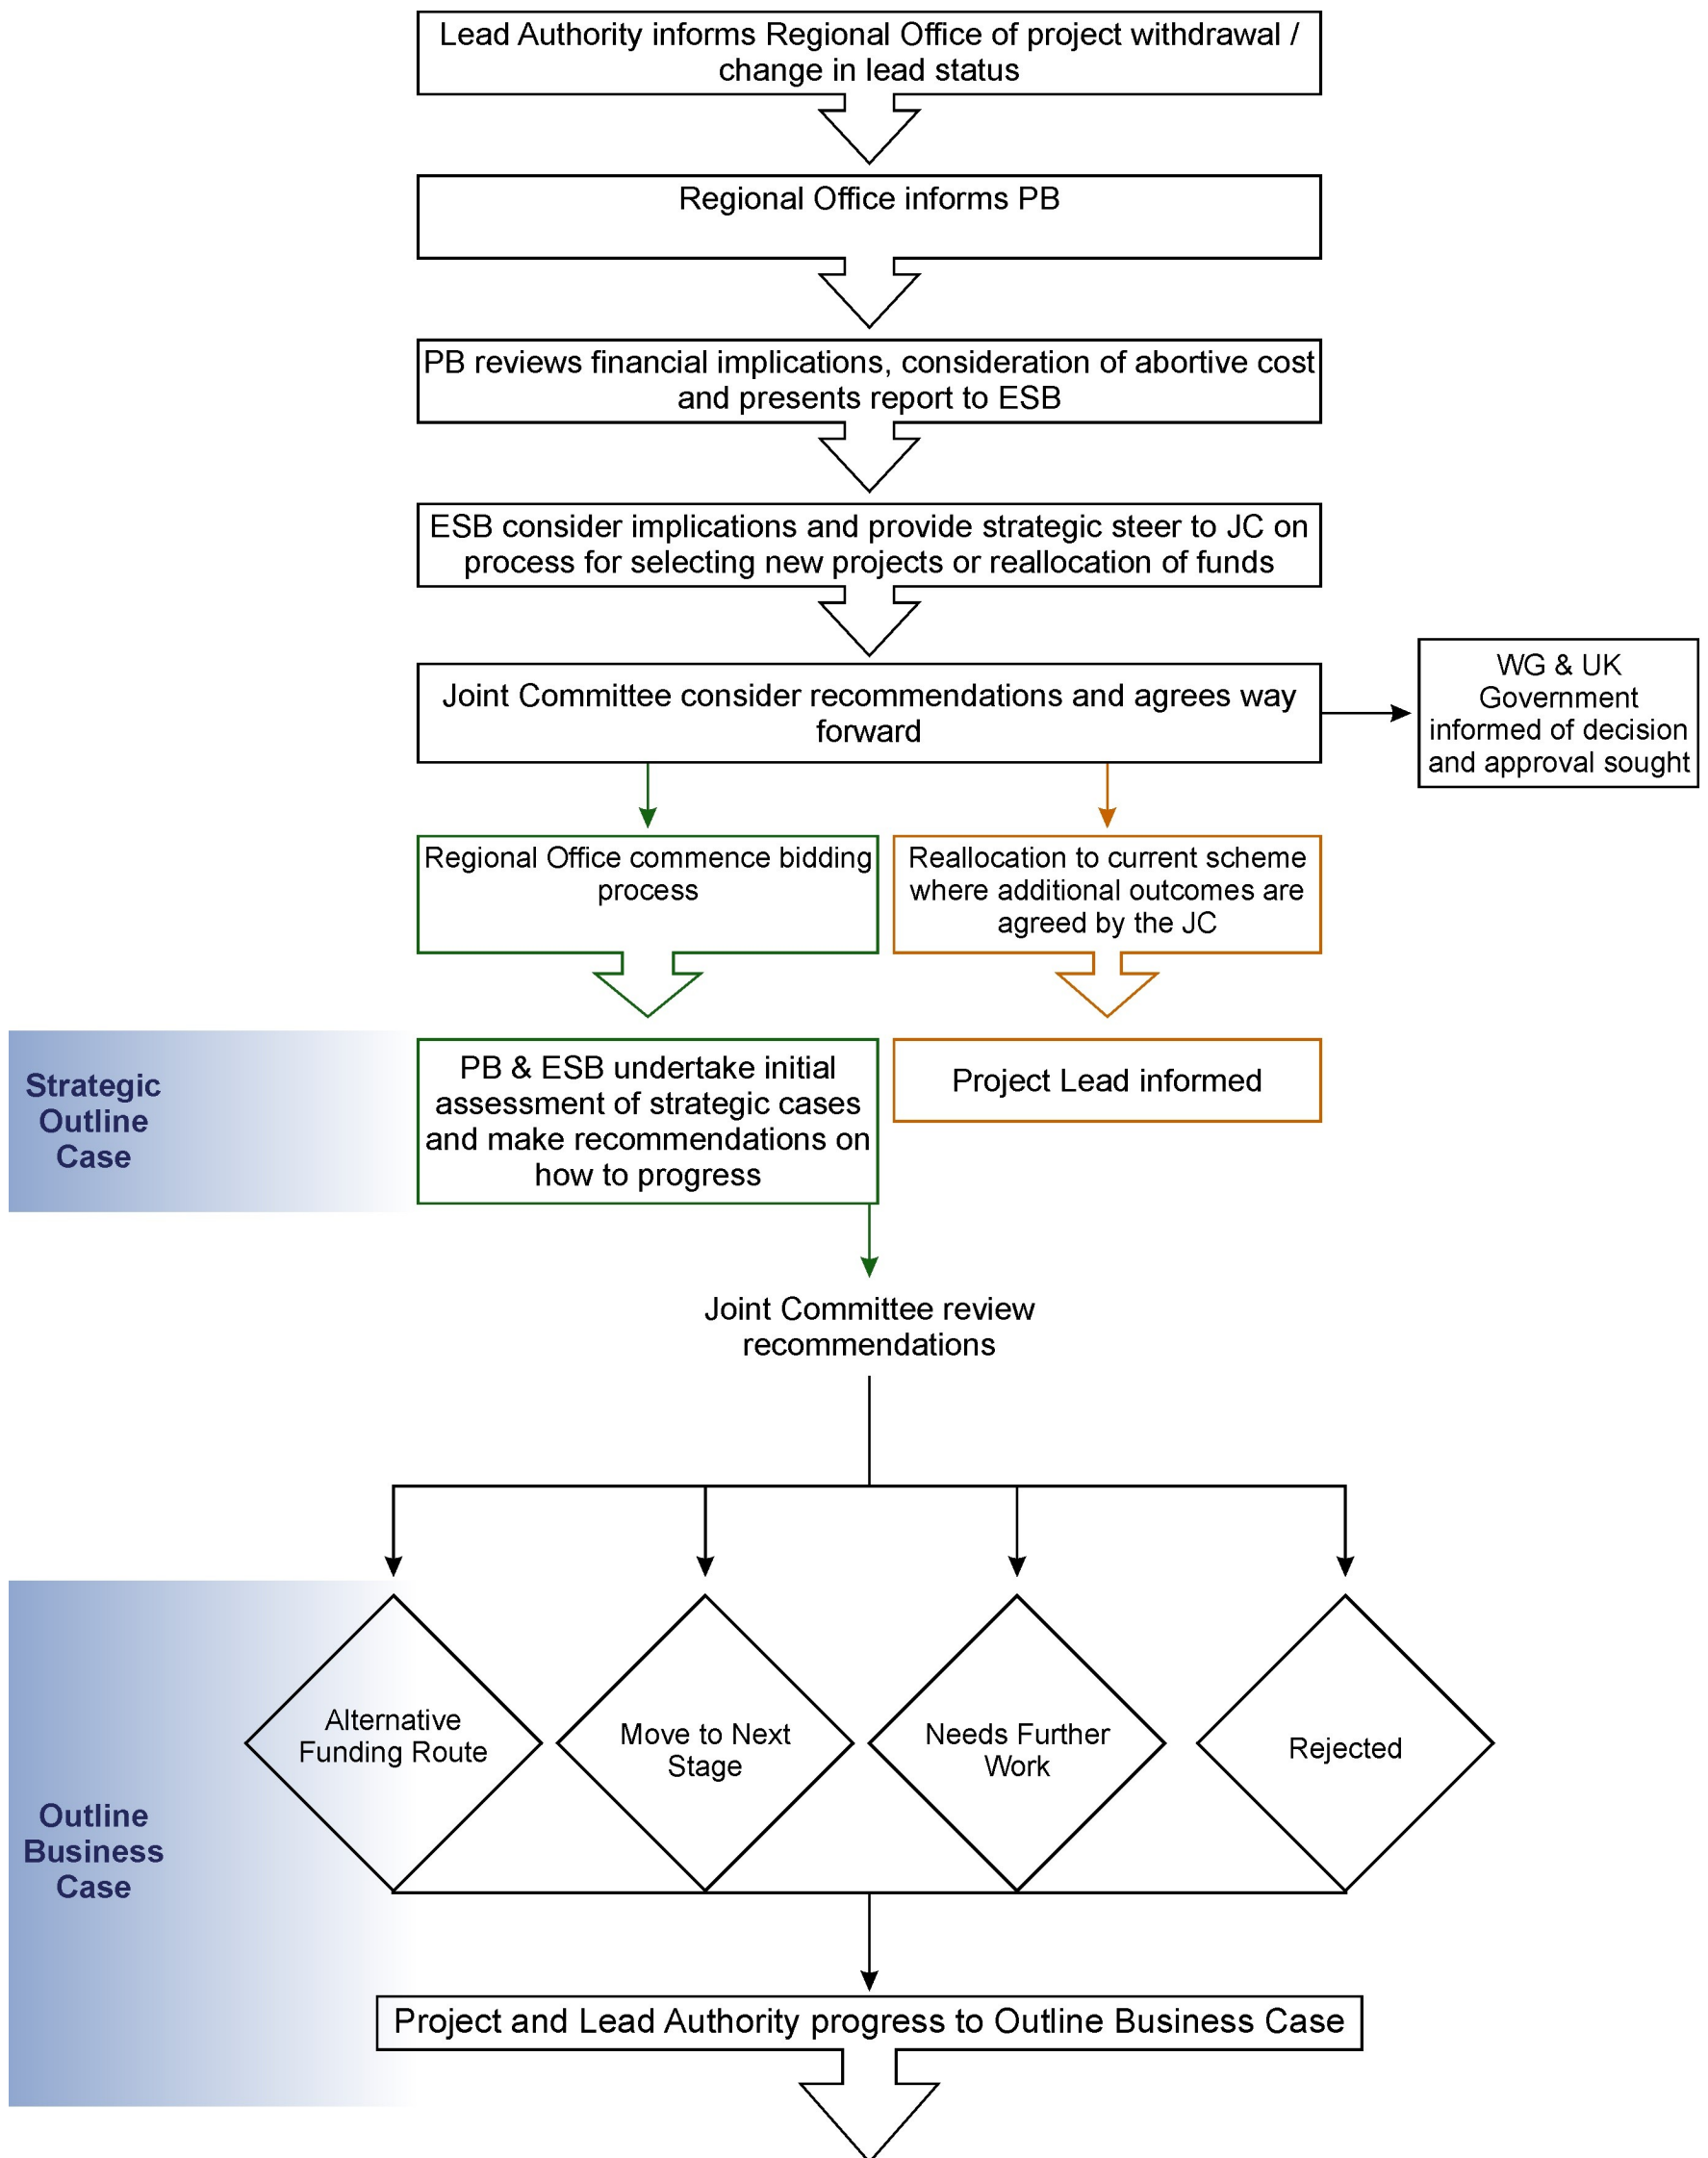 Lead Authority informs Regional Office of project withdrawal /
change in lead status
Regional Office informs PB
PB reviews financial implications, consideration of abortive cost
and presents report to ESB
ESB consider implications and provide strategic steer to JC on
process for selecting new projects or reallocation of funds
Joint Committee consider recommendations and agrees way
forward
WG & UK
Government
informed of decision
and approval sought
Regional Office commence bidding
process
Reallocation to current scheme
where additional outcomes are
agreed by the JC
Strategic
Outline
Case
PB & ESB undertake initial
assessment of strategic cases
and make recommendations on
how to progress
Project Lead informed
Joint Committee review
recommendations
Alternative
Funding Route
Move to Next
Stage
Needs Further
Work
Rejected
Outline
Business
Case
Project and Lead Authority progress to Outline Business Case